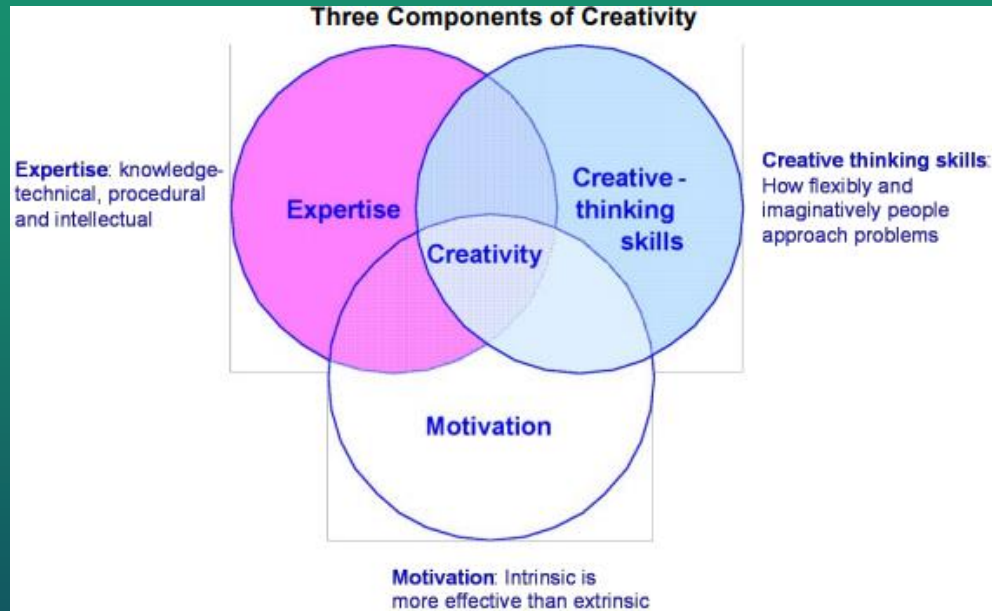 Three Components of Creativity
Expertise: knowledge-
technical, procedural
and intellectual
Expertise
Creative -
thinking
skills
Creative thinking skills:
How flexibly and
imaginatively people
approach problems
Creativity
Motivation
Motivation: Intrinsic is
more effective than extrinsic